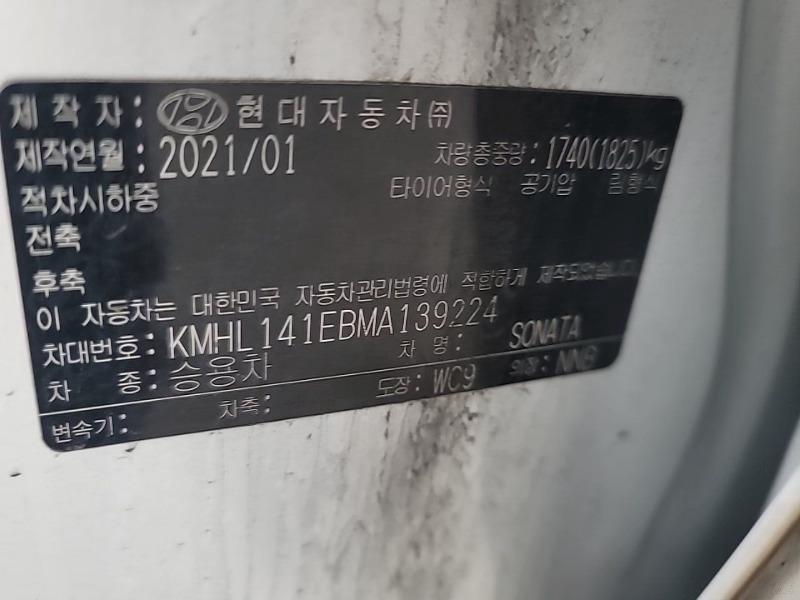 제작자: 현대자동차㈜
제작연월: 2021/01 차량총중량: 1740(1825)kg
적차시하중 타이어형식 공기압 림형식
전축
후축
이 자동차는 대한민국 자동차관리법령에 적합하게 제작되었습니다.
차대번호: KMHL141EBMA139224
차종: 승용차 차명: SONATA
변속기: 차축: 도장: WC9 의장: NNB